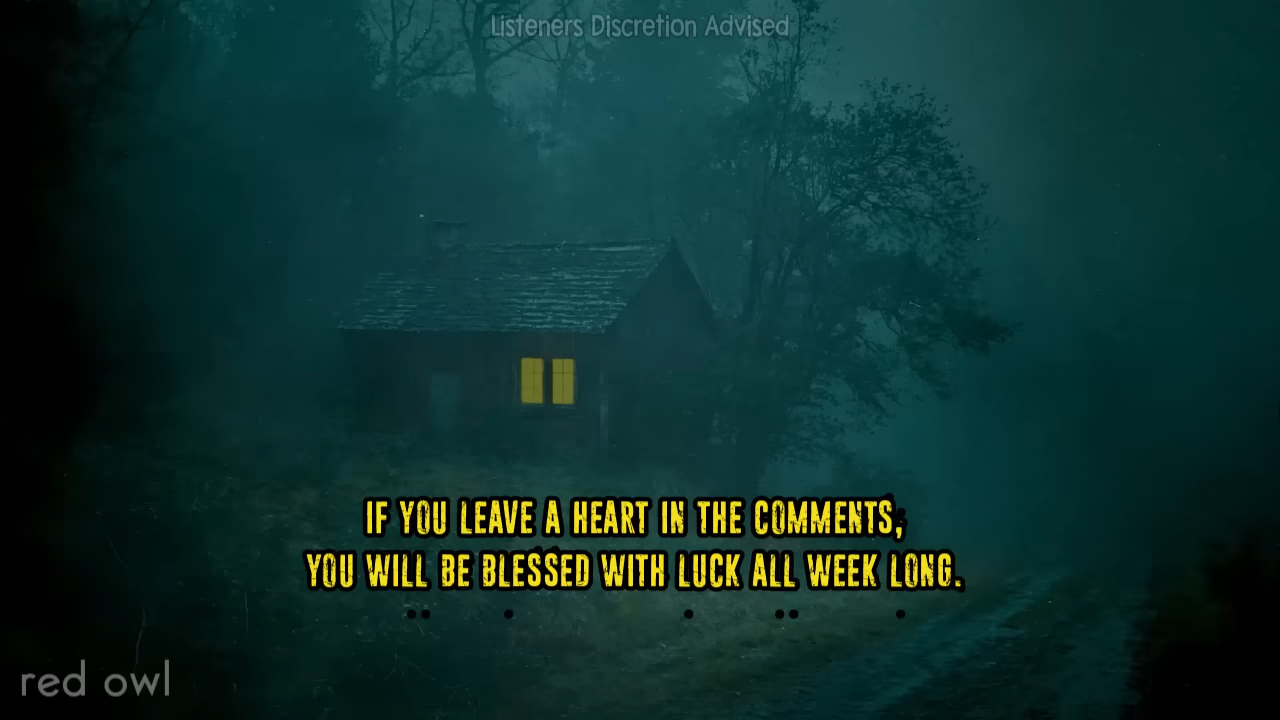 Listeners Discretion Advised
IF YOU LEAVE A HEART IN THE COMMENTS,
YOU WILL BE BLESSED WITH LUCK ALL WEEK LONG.
red owl